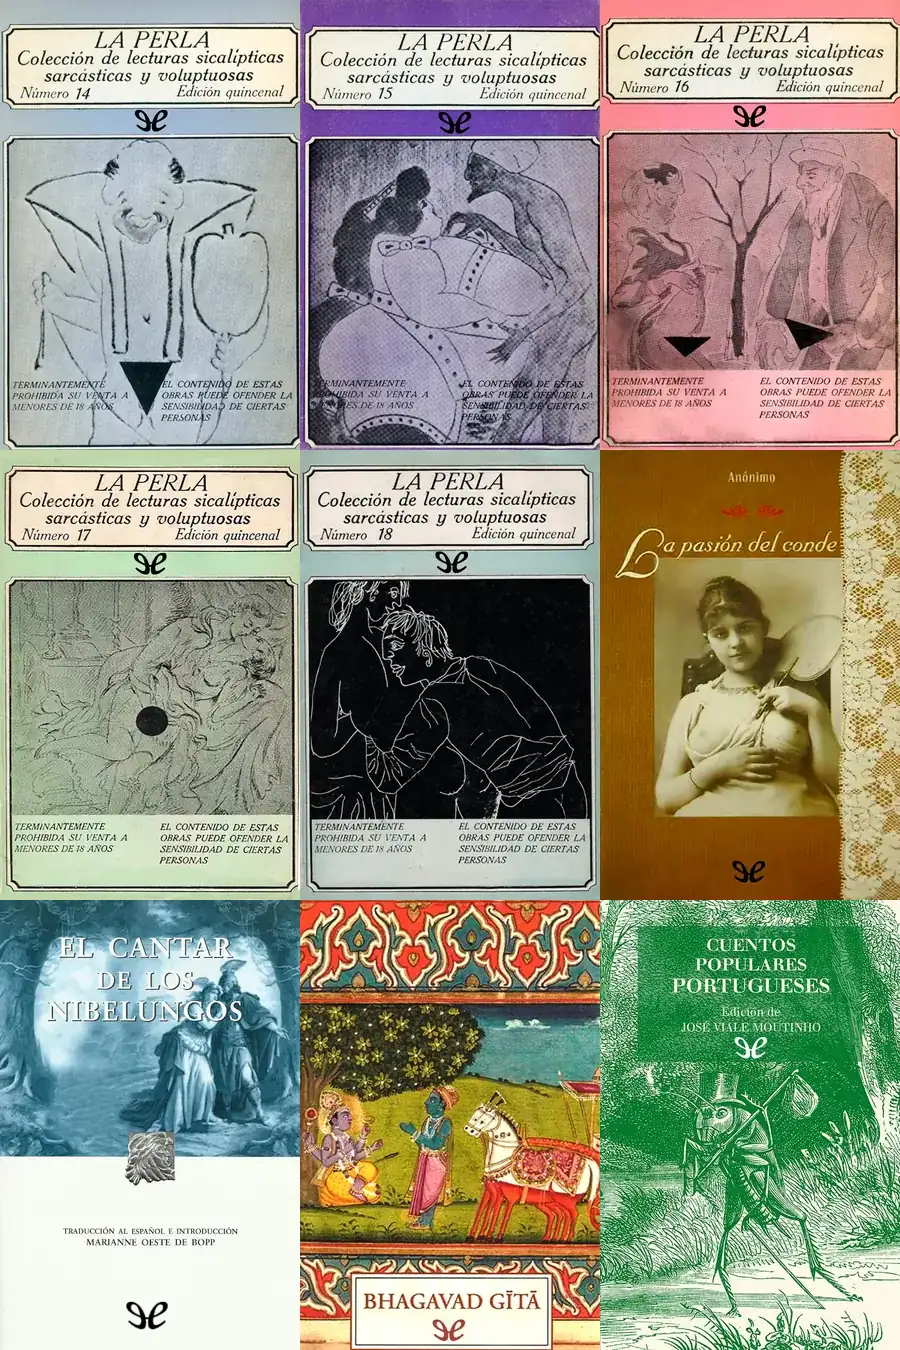 LA PERLA
Colección de lecturas sicalípticas
sarcásticas y voluptuosas
Número 14 Edición quincenal
TERMINANTEMENTE
PROHIBIDA SU VENTA A
MENORES DE 18 AÑOS
EL CONTENIDO DE ESTAS
OBRAS PUEDE OFENDER LA
SENSIBILIDAD DE CIERTAS
PERSONAS
LA PERLA
Colección de lecturas sicalípticas
sarcásticas y voluptuosas
Número 15 Edición quincenal
TERMINANTEMENTE
PROHIBIDA SU VENTA A
MENORES DE 18 AÑOS
EL CONTENIDO DE ESTAS
OBRAS PUEDE OFENDER LA
SENSIBILIDAD DE CIERTAS
PERSONAS
LA PERLA
Colección de lecturas sicalípticas
sarcásticas y voluptuosas
Número 16 Edición quincenal
TERMINANTEMENTE
PROHIBIDA SU VENTA A
MENORES DE 18 AÑOS
EL CONTENIDO DE ESTAS
OBRAS PUEDE OFENDER LA
SENSIBILIDAD DE CIERTAS
PERSONAS
LA PERLA
Colección de lecturas sicalípticas
sarcásticas y voluptuosas
Número 17 Edición quincenal
TERMINANTEMENTE
PROHIBIDA SU VENTA A
MENORES DE 18 AÑOS
EL CONTENIDO DE ESTAS
OBRAS PUEDE OFENDER LA
SENSIBILIDAD DE CIERTAS
PERSONAS
LA PERLA
Colección de lecturas sicalípticas
sarcásticas y voluptuosas
Número 18 Edición quincenal
TERMINANTEMENTE
PROHIBIDA SU VENTA A
MENORES DE 18 AÑOS
EL CONTENIDO DE ESTAS
OBRAS PUEDE OFENDER LA
SENSIBILIDAD DE CIERTAS
PERSONAS
Anónimo
La pasión del conde
EL CANTAR
DE LOS
NIBELUNGOS
TRADUCCIÓN AL ESPAÑOL E INTRODUCCIÓN
MARIANNE OESTE DE BOPP
BHAGAVAD GĪTĀ
CUENTOS
POPULARES
PORTUGUESES
Edición de
JOSÉ VIALE MOUTINHO